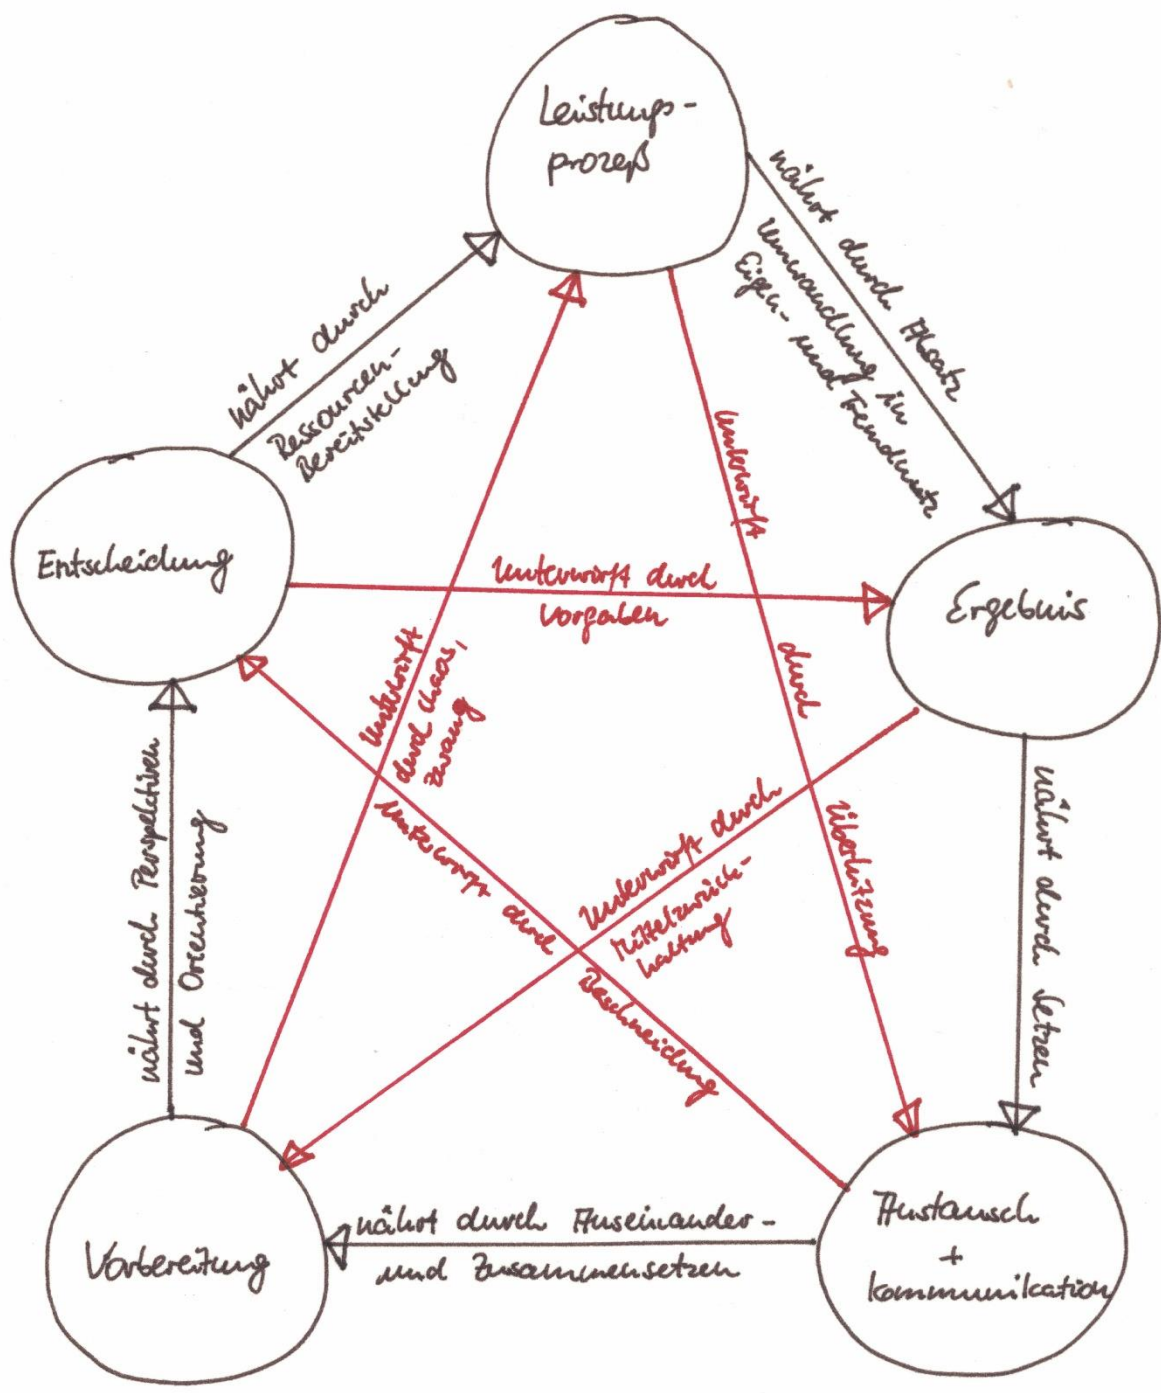 Leistungs-
prozeß
nährt durch Absatz
Umwandlung in
Eigen- und Fremdnutz
nährt durch
Ressourcen-
Bereitstellung
unterwirft
durch
Überhitzung
Entscheidung
unterwirft durch
Vorgaben
Ergebnis
unterwirft
durch Chaos,
Zwang
unterwirft durch
Beschneidung
unterwirft durch
Mittelzurück-
haltung
nährt durch Perspektiven
und Orientierung
nährt durch Setzen
Vorbereitung
nährt durch Auseinander-
und Zusammensetzen
Austausch
+
Kommunikation